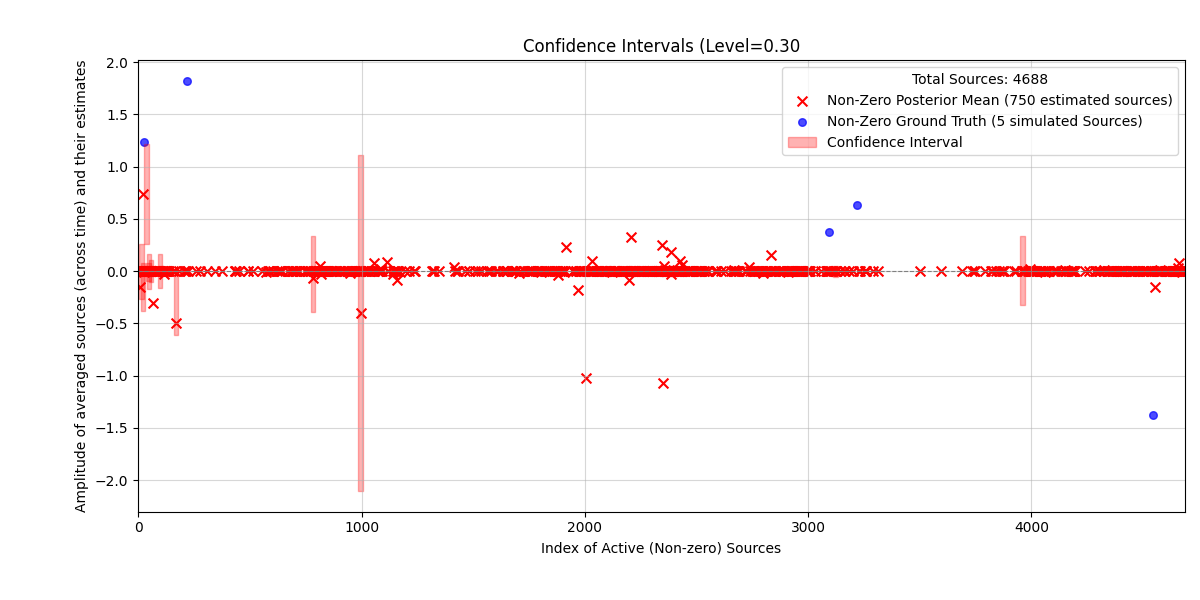 Confidence Intervals (Level=0.30
Total Sources: 4688
Non-Zero Posterior Mean (750 estimated sources)
Non-Zero Ground Truth (5 simulated Sources)
Confidence Interval
Amplitude of averaged sources (across time) and their estimates
2.0
1.5
1.0
0.5
0.0
−0.5
−1.0
−1.5
−2.0
0
1000
2000
3000
4000
Index of Active (Non-zero) Sources